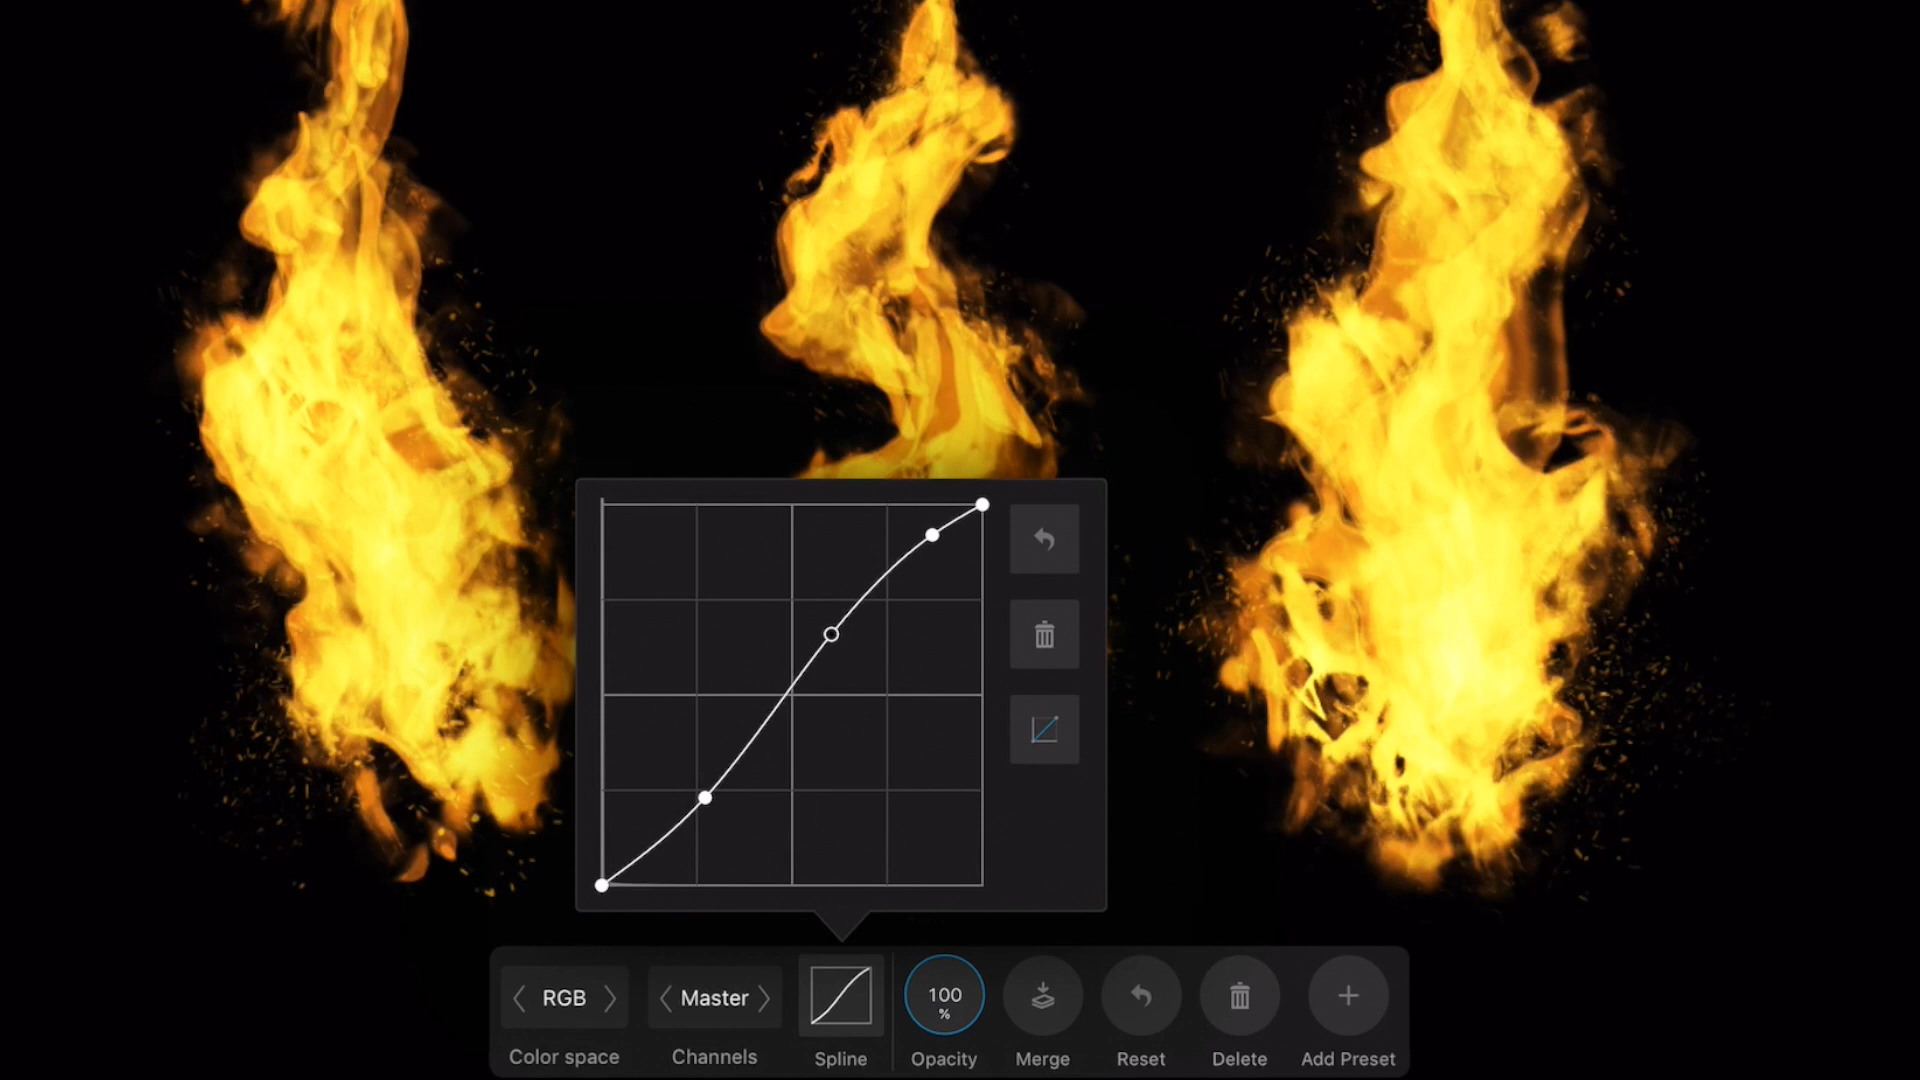 RGB
Master
100
%
Color space
Channels
Spline
Opacity
Merge
Reset
Delete
Add Preset